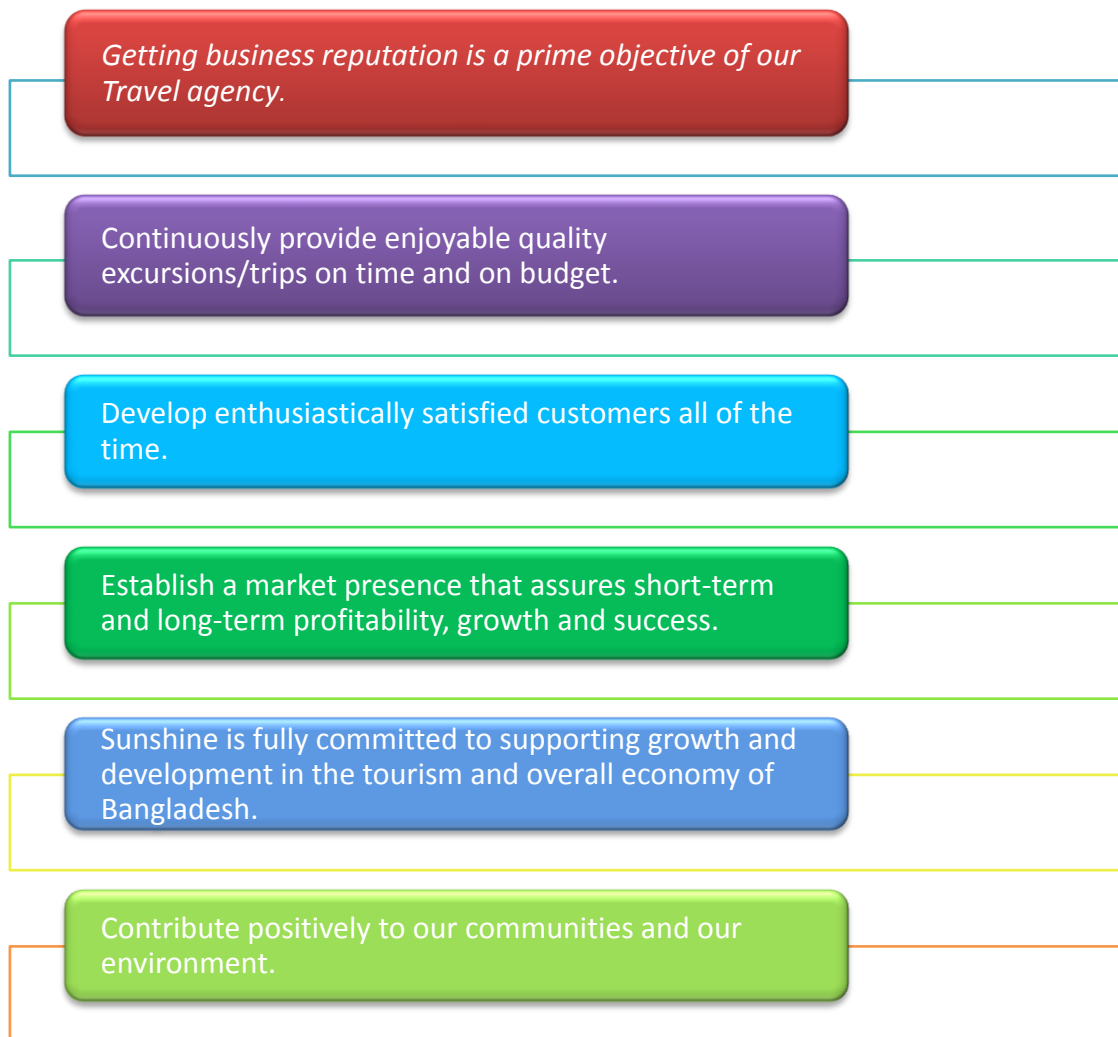 Getting business reputation is a prime objective of our
Travel agency.
Continuously provide enjoyable quality
excursions/trips on time and on budget.
Develop enthusiastically satisfied customers all of the
time.
Establish a market presence that assures short-term
and long-term profitability, growth and success.
Sunshine is fully committed to supporting growth and
development in the tourism and overall economy of
Bangladesh.
Contribute positively to our communities and our
environment.